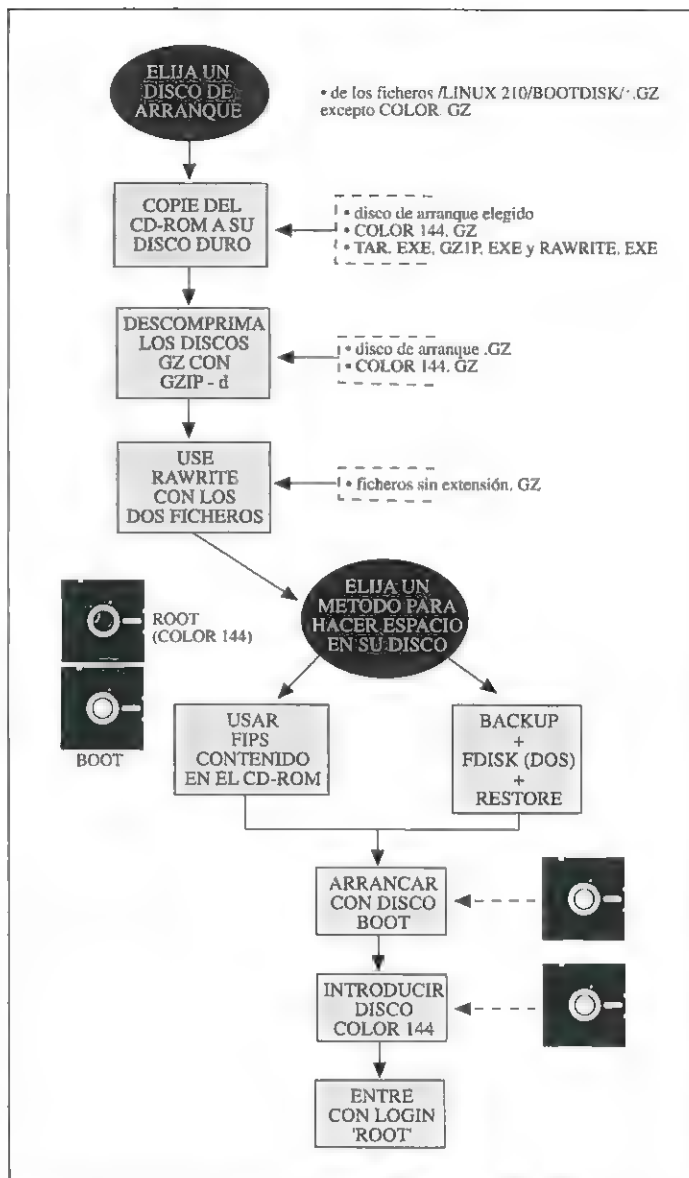 ELIJA UN
DISCO DE
ARRANQUE
• de los ficheros /LINUX 210/BOOTDISK/*.GZ
excepto COLOR. GZ
COPIE DEL
CD-ROM A SU
DISCO DURO
• disco de arranque elegido
• COLOR 144. GZ
• TAR. EXE, GZIP. EXE y RAWRITE. EXE
DESCOMPRIMA
LOS DISCOS
GZ CON
GZIP - d
• disco de arranque .GZ
• COLOR 144. GZ
USE
RAWRITE
CON LOS
DOS FICHEROS
• ficheros sin extensión. GZ
ELIJA UN
METODO PARA
HACER ESPACIO
EN SU DISCO
ROOT
(COLOR 144)
BOOT
USAR
FIPS
CONTENIDO
EN EL CD-ROM
BACKUP
+
FDISK (DOS)
+
RESTORE
ARRANCAR
CON DISCO
BOOT
INTRODUCIR
DISCO
COLOR 144
ENTRE
CON LOGIN
'ROOT'